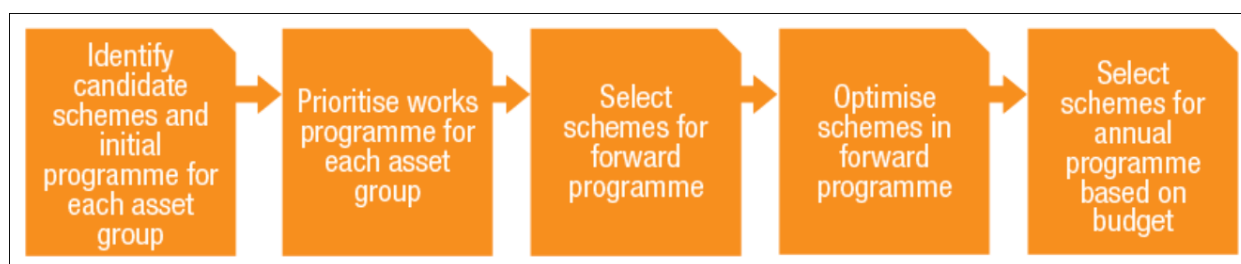 Identify
candidate
schemes and
initial
programme for
each asset
group
Prioritise works
programme for
each asset
group
Select
schemes for
forward
programme
Optimise
schemes in
forward
programme
Select
schemes for
annual
programme
based on
budget